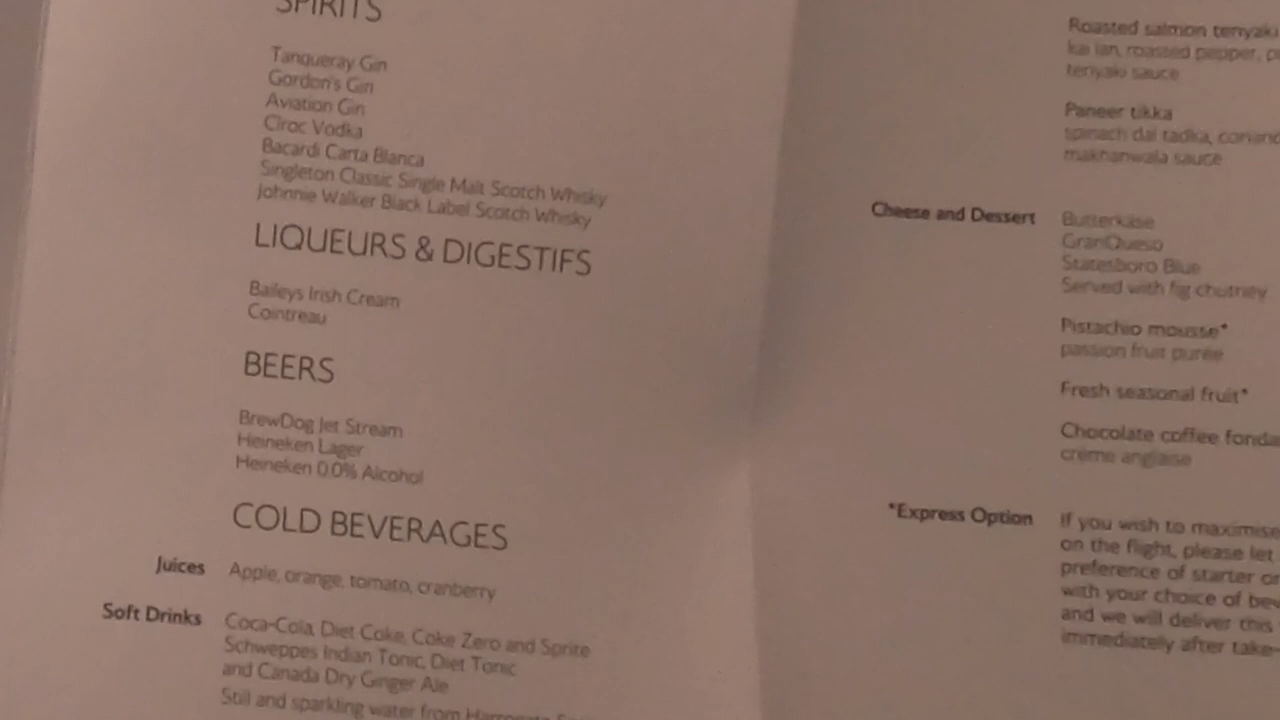 SPIRITS
Tanqueray Gin
Gordon's Gin
Aviation Gin
Cîroc Vodka
Bacardi Carta Blanca
Singleton Classic Single Malt Scotch Whisky
Johnnie Walker Black Label Scotch Whisky
LIQUEURS & DIGESTIFS
Baileys Irish Cream
Cointreau
BEERS
BrewDog Jet Stream
Heineken Lager
Heineken 0.0% Alcohol
COLD BEVERAGES
Juices Apple, orange, tomato, cranberry
Soft Drinks Coca-Cola, Diet Coke, Coke Zero and Sprite
Schweppes Indian Tonic, Diet Tonic
and Canada Dry Ginger Ale
Still and sparkling water from Harrogate
Roasted salmon teriyaki
kai lan, roasted pepper,
teriyaki sauce
Paneer tikka
spinach dal tadka,
makhanwala sauce
Cheese and Dessert Butterkäse
GranQueso
Statesboro Blue
Served with fig chutney
Pistachio mousse*
passion fruit purée
Fresh seasonal fruit*
Chocolate coffee
crème anglaise
*Express Option If you wish to maximise
on the flight, please let
preference of starter or
with your choice of
and we will deliver this
immediately after